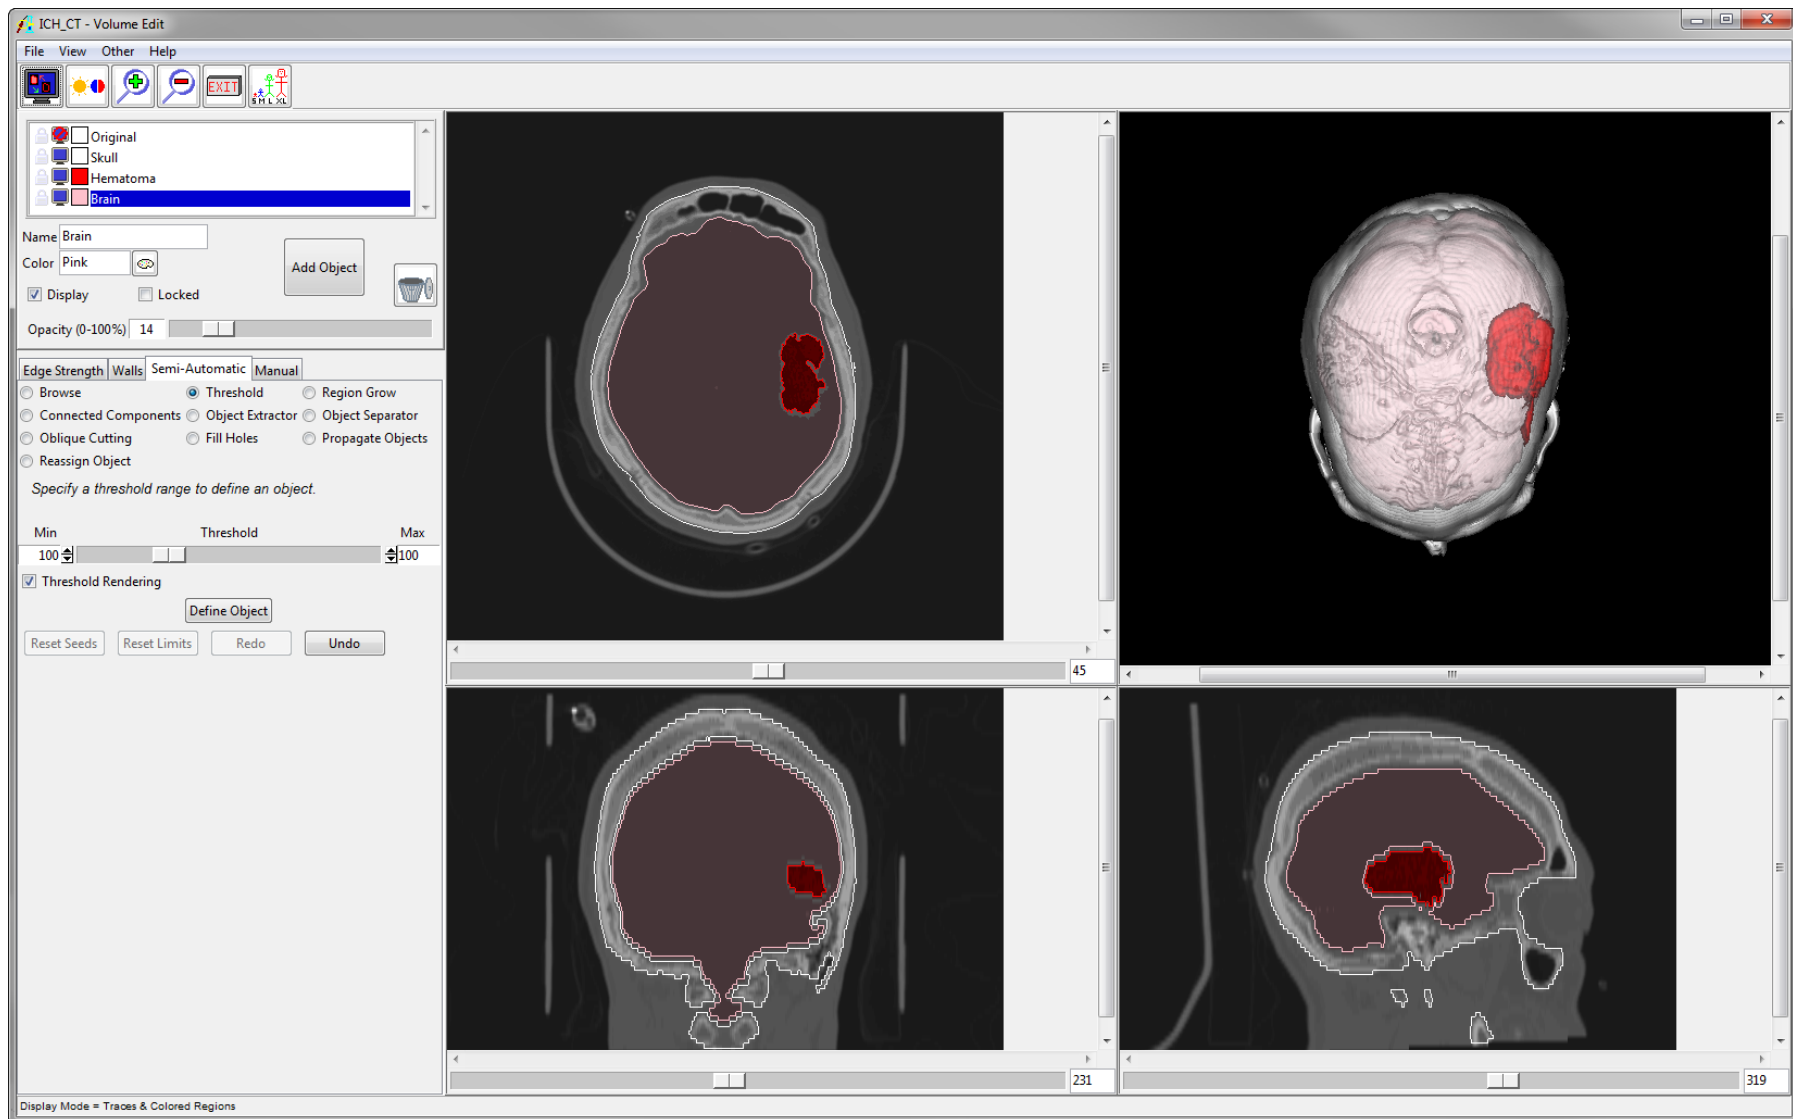 ICH_CT - Volume Edit
File View Other Help
EXIT
S M L XL
Original
Skull
Hematoma
Brain
Name Brain
Color Pink
Add Object
Display Locked
Opacity (0-100%) 14
Edge Strength Walls Semi-Automatic Manual
Browse Threshold Region Grow
Connected Components Object Extractor Object Separator
Oblique Cutting Fill Holes Propagate Objects
Reassign Object
Specify a threshold range to define an object.
Min Threshold Max
100 100
Threshold Rendering
Define Object
Reset Seeds Reset Limits Redo Undo
45
231
319
Display Mode = Traces & Colored Regions